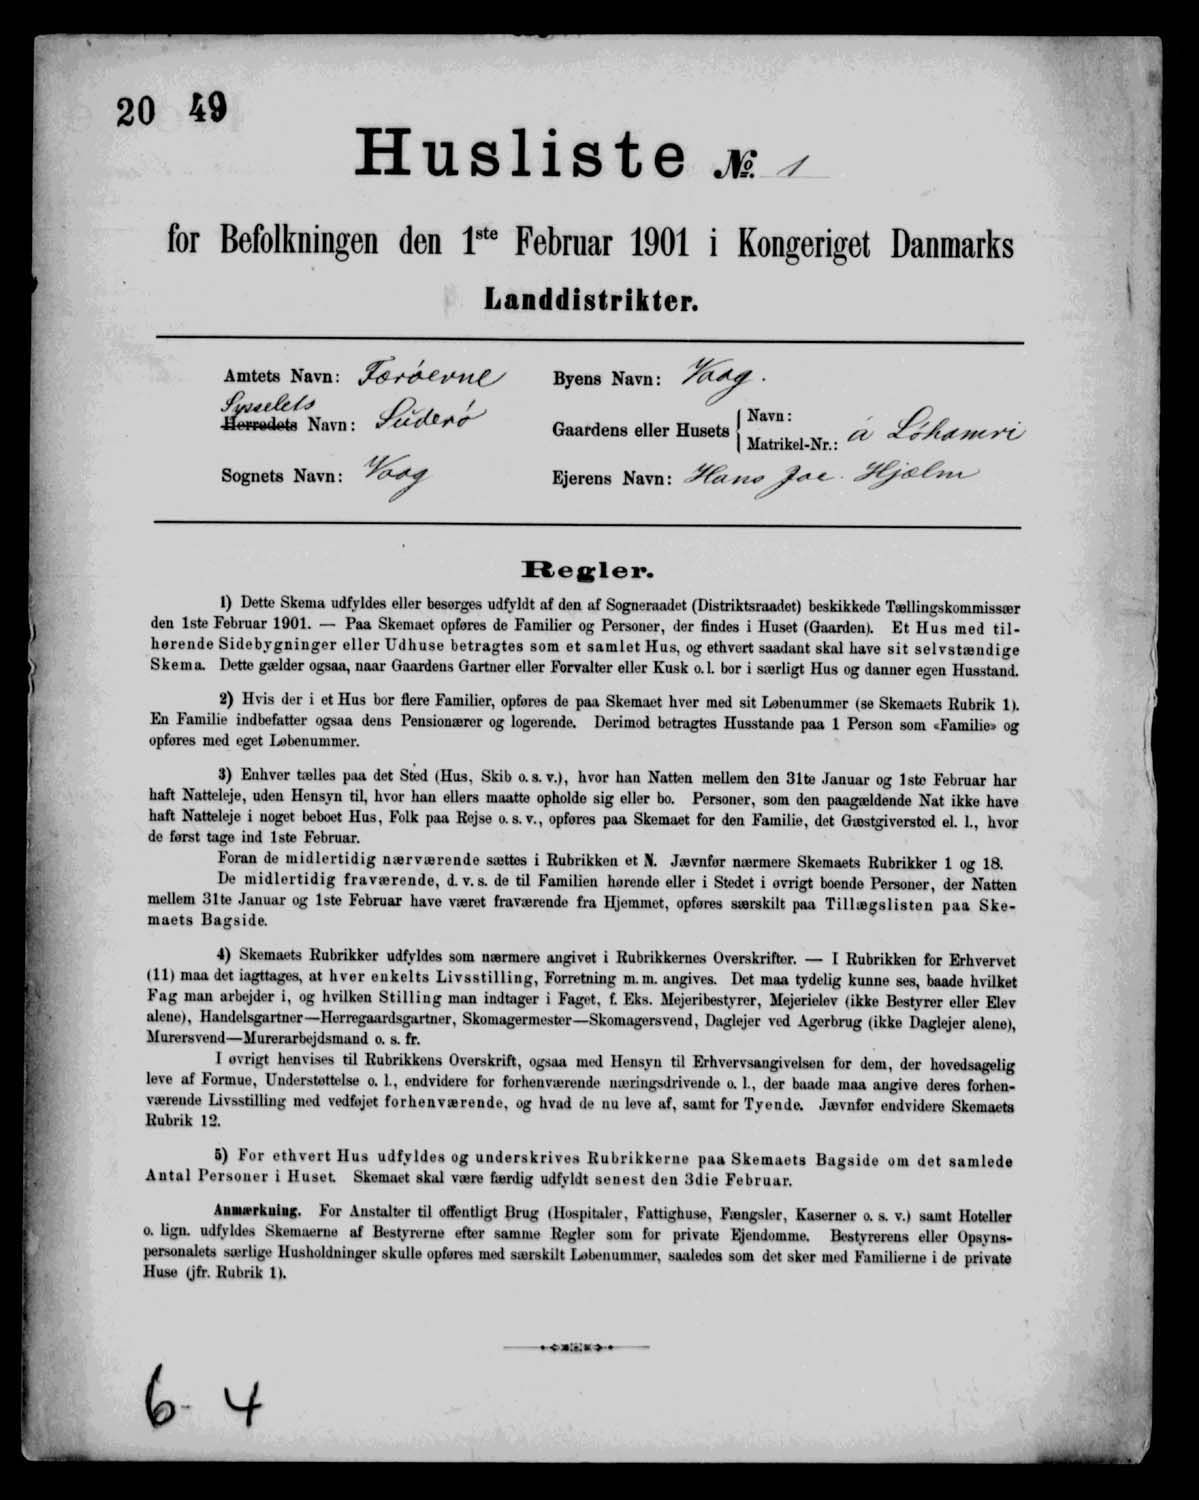 20 49
Husliste No. 1
for Befolkningen den 1ste Februar 1901 i Kongeriget Danmarks
Landdistrikter.
Amtets Navn: Færöerne
Byens Navn: Vaag.
Sysselets
Herredets Navn: Süderö
Gaardens eller Husets { Navn:
Matrikel-Nr.: á Löhamri
Sognets Navn: Vaag
Ejerens Navn: Hans Jac. Hjælm
Regler.
1) Dette Skema udfyldes eller besørges udfyldt af den af Sogneraadet (Distriktsraadet) beskikkede Tællingskommissær
den 1ste Februar 1901. — Paa Skemaet opføres de Familier og Personer, der findes i Huset (Gaarden). Et Hus med til-
hørende Sidebygninger eller Udhuse betragtes som et samlet Hus, og ethvert saadant skal have sit selvstændige
Skema. Dette gælder ogsaa, naar Gaardens Gartner eller Forvalter eller Kusk o. l. bor i særligt Hus og danner egen Husstand.
2) Hvis der i et Hus bor flere Familier, opføres de paa Skemaet hver med sit Løbenummer (se Skemaets Rubrik 1).
En Familie indbefatter ogsaa dens Pensionærer og logerende. Derimod betragtes Husstande paa 1 Person som «Familie» og
opføres med eget Løbenummer.
3) Enhver tælles paa det Sted (Hus, Skib o. s. v.), hvor han Natten mellem den 31te Januar og 1ste Februar har
haft Natteleje, uden Hensyn til, hvor han ellers maatte opholde sig eller bo. Personer, som den paagældende Nat ikke have
haft Natteleje i noget beboet Hus, Folk paa Rejse o. s. v., opføres paa Skemaet for den Familie, det Gæstgiversted el. l., hvor
de først tage ind 1ste Februar.
Foran de midlertidig nærværende sættes i Rubrikken et N. Jævnfør nærmere Skemaets Rubrikker 1 og 18.
De midlertidig fraværende, d. v. s. de til Familien hørende eller i Stedet i øvrigt boende Personer, der Natten
mellem 31te Januar og 1ste Februar have været fraværende fra Hjemmet, opføres særskilt paa Tillægslisten paa Ske-
maets Bagside.
4) Skemaets Rubrikker udfyldes som nærmere angivet i Rubrikkernes Overskrifter. — I Rubrikken for Erhvervet
(11) maa det iagttages, at hver enkelts Livsstilling, Forretning m. m. angives. Det maa tydelig kunne ses, baade hvilket
Fag man arbejder i, og hvilken Stilling man indtager i Faget, f. Eks. Mejeribestyrer, Mejerielev (ikke Bestyrer eller Elev
alene), Handelsgartner—Herregaardsgartner, Skomagermester—Skomagersvend, Daglejer ved Agerbrug (ikke Daglejer alene),
Murersvend—Murerarbejdsmand o. s. fr.
I øvrigt henvises til Rubrikkens Overskrift, ogsaa med Hensyn til Erhvervsangivelsen for dem, der hovedsagelig
leve af Formue, Understøttelse o. l., endvidere for forhenværende næringsdrivende o. l., der baade maa angive deres forhen-
værende Livsstilling med vedføjet forhenværende, og hvad de nu leve af, samt for Tyende. Jævnfør endvidere Skemaets
Rubrik 12.
5) For ethvert Hus udfyldes og underskrives Rubrikkerne paa Skemaets Bagside om det samlede
Antal Personer i Huset. Skemaet skal være færdig udfyldt senest den 3die Februar.
Anmærkning. For Anstalter til offentligt Brug (Hospitaler, Fattighuse, Fængsler, Kaserner o. s. v.) samt Hoteller
o. lign. udfyldes Skemaerne af Bestyrerne efter samme Regler som for private Ejendomme. Bestyrerens eller Opsyns-
personalets særlige Husholdninger skulle opføres med særskilt Løbenummer, saaledes som det sker med Familierne i de private
Huse (jfr. Rubrik 1).
6 - 4